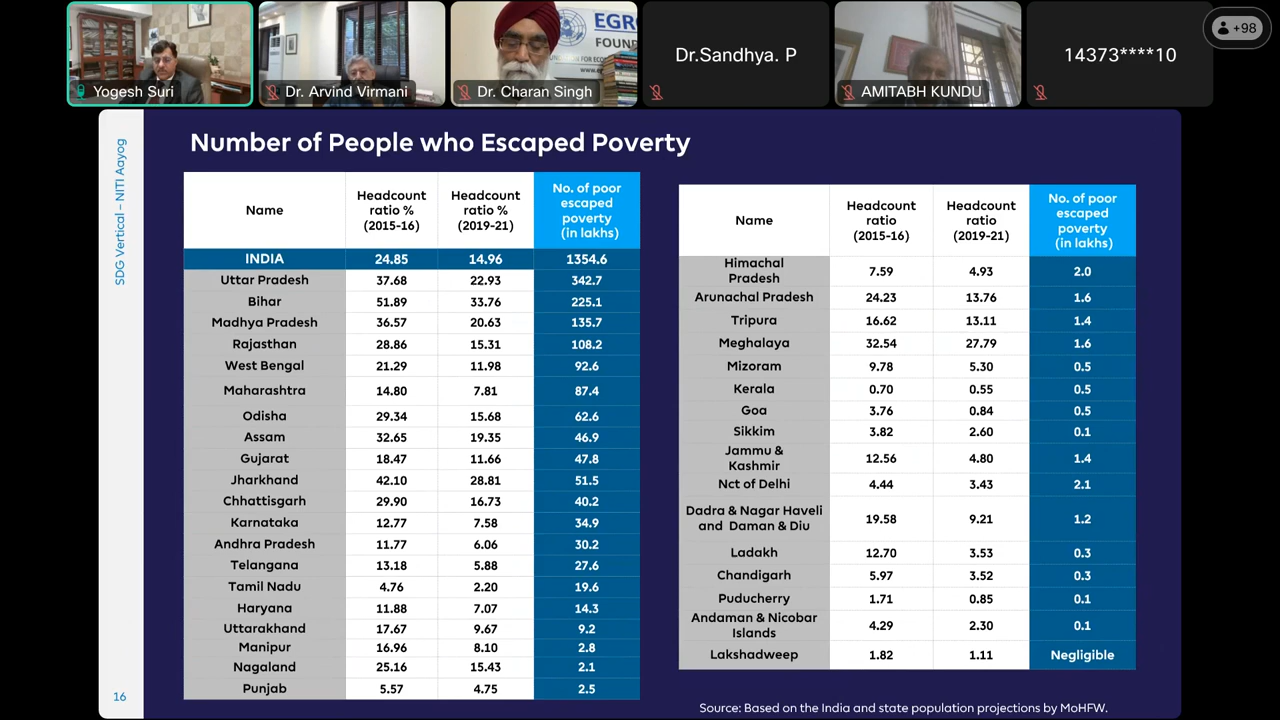 Yogesh Suri
Dr. Arvind Virmani
EGRO
FOUN
www.eg
Dr. Charan Singh
Dr.Sandhya. P
AMITABH KUNDU
14373****10
+98
SDG Vertical – NITI Aayog
16
Number of People who Escaped Poverty
Name Headcount ratio % (2015-16) Headcount ratio % (2019-21) No. of poor escaped poverty (in lakhs)
INDIA 24.85 14.96 1354.6
Uttar Pradesh 37.68 22.93 342.7
Bihar 51.89 33.76 225.1
Madhya Pradesh 36.57 20.63 135.7
Rajasthan 28.86 15.31 108.2
West Bengal 21.29 11.98 92.6
Maharashtra 14.80 7.81 87.4
Odisha 29.34 15.68 62.6
Assam 32.65 19.35 46.9
Gujarat 18.47 11.66 47.8
Jharkhand 42.10 28.81 51.5
Chhattisgarh 29.90 16.73 40.2
Karnataka 12.77 7.58 34.9
Andhra Pradesh 11.77 6.06 30.2
Telangana 13.18 5.88 27.6
Tamil Nadu 4.76 2.20 19.6
Haryana 11.88 7.07 14.3
Uttarakhand 17.67 9.67 9.2
Manipur 16.96 8.10 2.8
Nagaland 25.16 15.43 2.1
Punjab 5.57 4.75 2.5
Name Headcount ratio (2015-16) Headcount ratio (2019-21) No. of poor escaped poverty (in lakhs)
Himachal Pradesh 7.59 4.93 2.0
Arunachal Pradesh 24.23 13.76 1.6
Tripura 16.62 13.11 1.4
Meghalaya 32.54 27.79 1.6
Mizoram 9.78 5.30 0.5
Kerala 0.70 0.55 0.5
Goa 3.76 0.84 0.5
Sikkim 3.82 2.60 0.1
Jammu & Kashmir 12.56 4.80 1.4
Nct of Delhi 4.44 3.43 2.1
Dadra & Nagar Haveli and Daman & Diu 19.58 9.21 1.2
Ladakh 12.70 3.53 0.3
Chandigarh 5.97 3.52 0.3
Puducherry 1.71 0.85 0.1
Andaman & Nicobar Islands 4.29 2.30 0.1
Lakshadweep 1.82 1.11 Negligible
Source: Based on the India and state population projections by MoHFW.